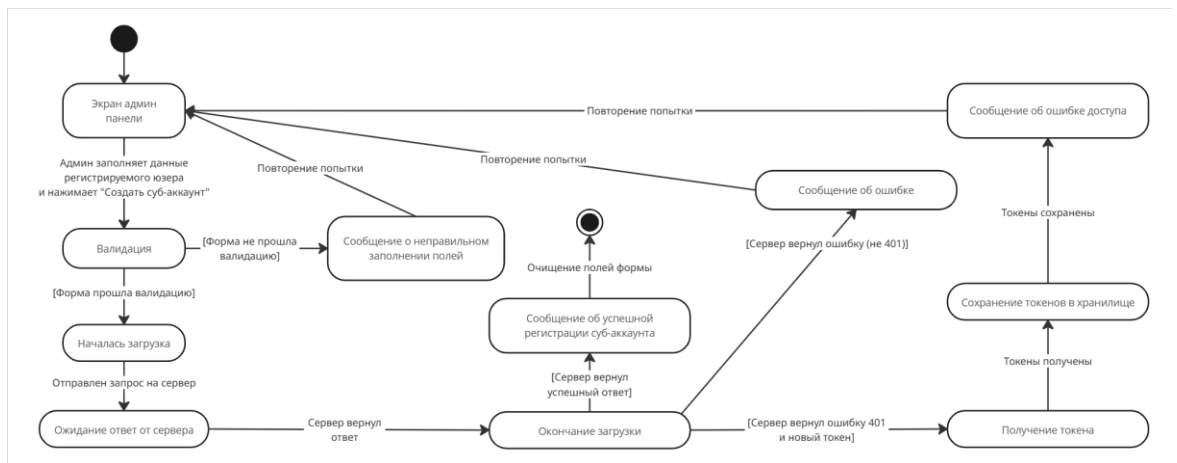 Экран админ
панели
Сообщение об ошибке доступа
Повторение попытки
Админ заполняет данные
регистрируемого юзера
и нажимает "Создать суб-аккаунт"
Повторение попытки
Повторение попытки
Сообщение об ошибке
Токены сохранены
Валидация
[Форма не прошла
валидацию]
Сообщение о неправильном
заполнении полей
[Сервер вернул ошибку (не 401)]
Очищение полей формы
[Форма прошла валидацию]
Сохранение токенов в хранилище
Сообщение об успешной
регистрации суб-аккаунта
Началась загрузка
Токены получены
Отправлен запрос на сервер
[Сервер вернул
успешный ответ]
Ожидание ответ от сервера
Сервер вернул
ответ
Окончание загрузки
[Сервер вернул ошибку 401
и новый токен]
Получение токена